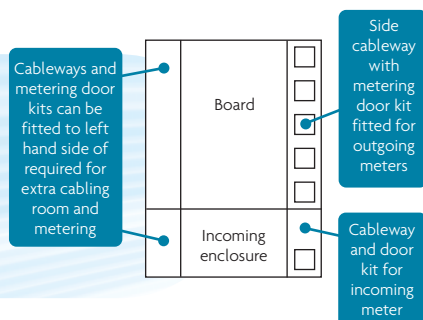 Cableways and
metering door
kits can be
fitted to left
hand side of
required for
extra cabling
room and
metering
Board
Incoming
enclosure
Side
cableway
with
metering
door kit
fitted for
outgoing
meters
Cableway
and door
kit for
incoming
meter